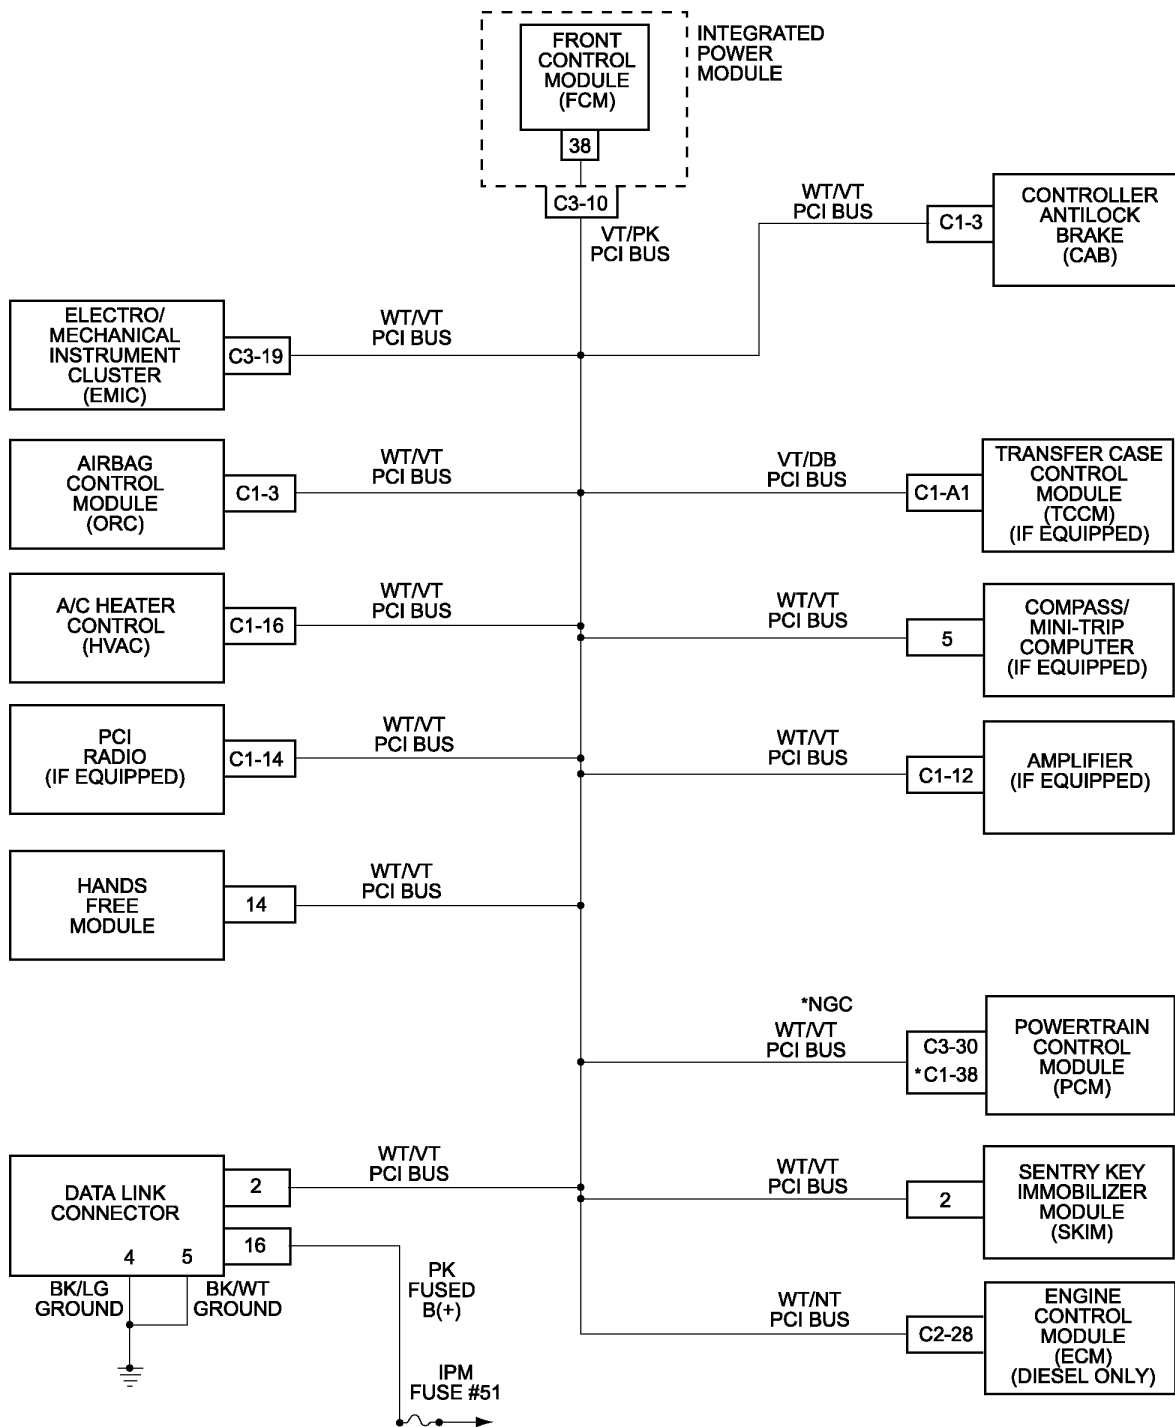 FRONT
CONTROL
MODULE
(FCM)
38
INTEGRATED
POWER
MODULE
C3-10
VT/PK
PCI BUS
WT/VT
PCI BUS
C1-3
CONTROLLER
ANTILOCK
BRAKE
(CAB)
ELECTRO/
MECHANICAL
INSTRUMENT
CLUSTER
(EMIC)
C3-19
WT/VT
PCI BUS
AIRBAG
CONTROL
MODULE
(ORC)
C1-3
WT/VT
PCI BUS
VT/DB
PCI BUS
C1-A1
TRANSFER CASE
CONTROL
MODULE
(TCCM)
(IF EQUIPPED)
A/C HEATER
CONTROL
(HVAC)
C1-16
WT/VT
PCI BUS
WT/VT
PCI BUS
5
COMPASS/
MINI-TRIP
COMPUTER
(IF EQUIPPED)
PCI
RADIO
(IF EQUIPPED)
C1-14
WT/VT
PCI BUS
WT/VT
PCI BUS
C1-12
AMPLIFIER
(IF EQUIPPED)
HANDS
FREE
MODULE
14
WT/VT
PCI BUS
*NGC
WT/VT
PCI BUS
C3-30
*C1-38
POWERTRAIN
CONTROL
MODULE
(PCM)
DATA LINK
CONNECTOR
2
16
4
5
WT/VT
PCI BUS
BK/LG
GROUND
BK/WT
GROUND
PK
FUSED
B(+)
IPM
FUSE #51
WT/VT
PCI BUS
2
SENTRY KEY
IMMOBILIZER
MODULE
(SKIM)
WT/NT
PCI BUS
C2-28
ENGINE
CONTROL
MODULE
(ECM)
(DIESEL ONLY)